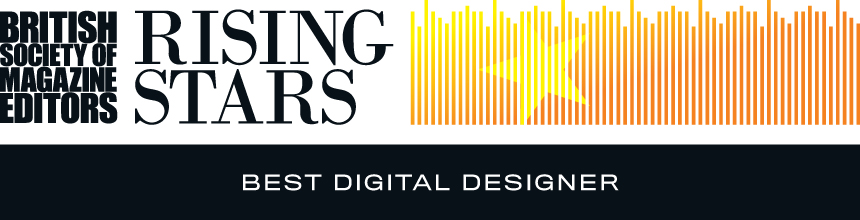 BRITISH
SOCIETY OF
MAGAZINE
EDITORS
RISING
STARS
BEST DIGITAL DESIGNER